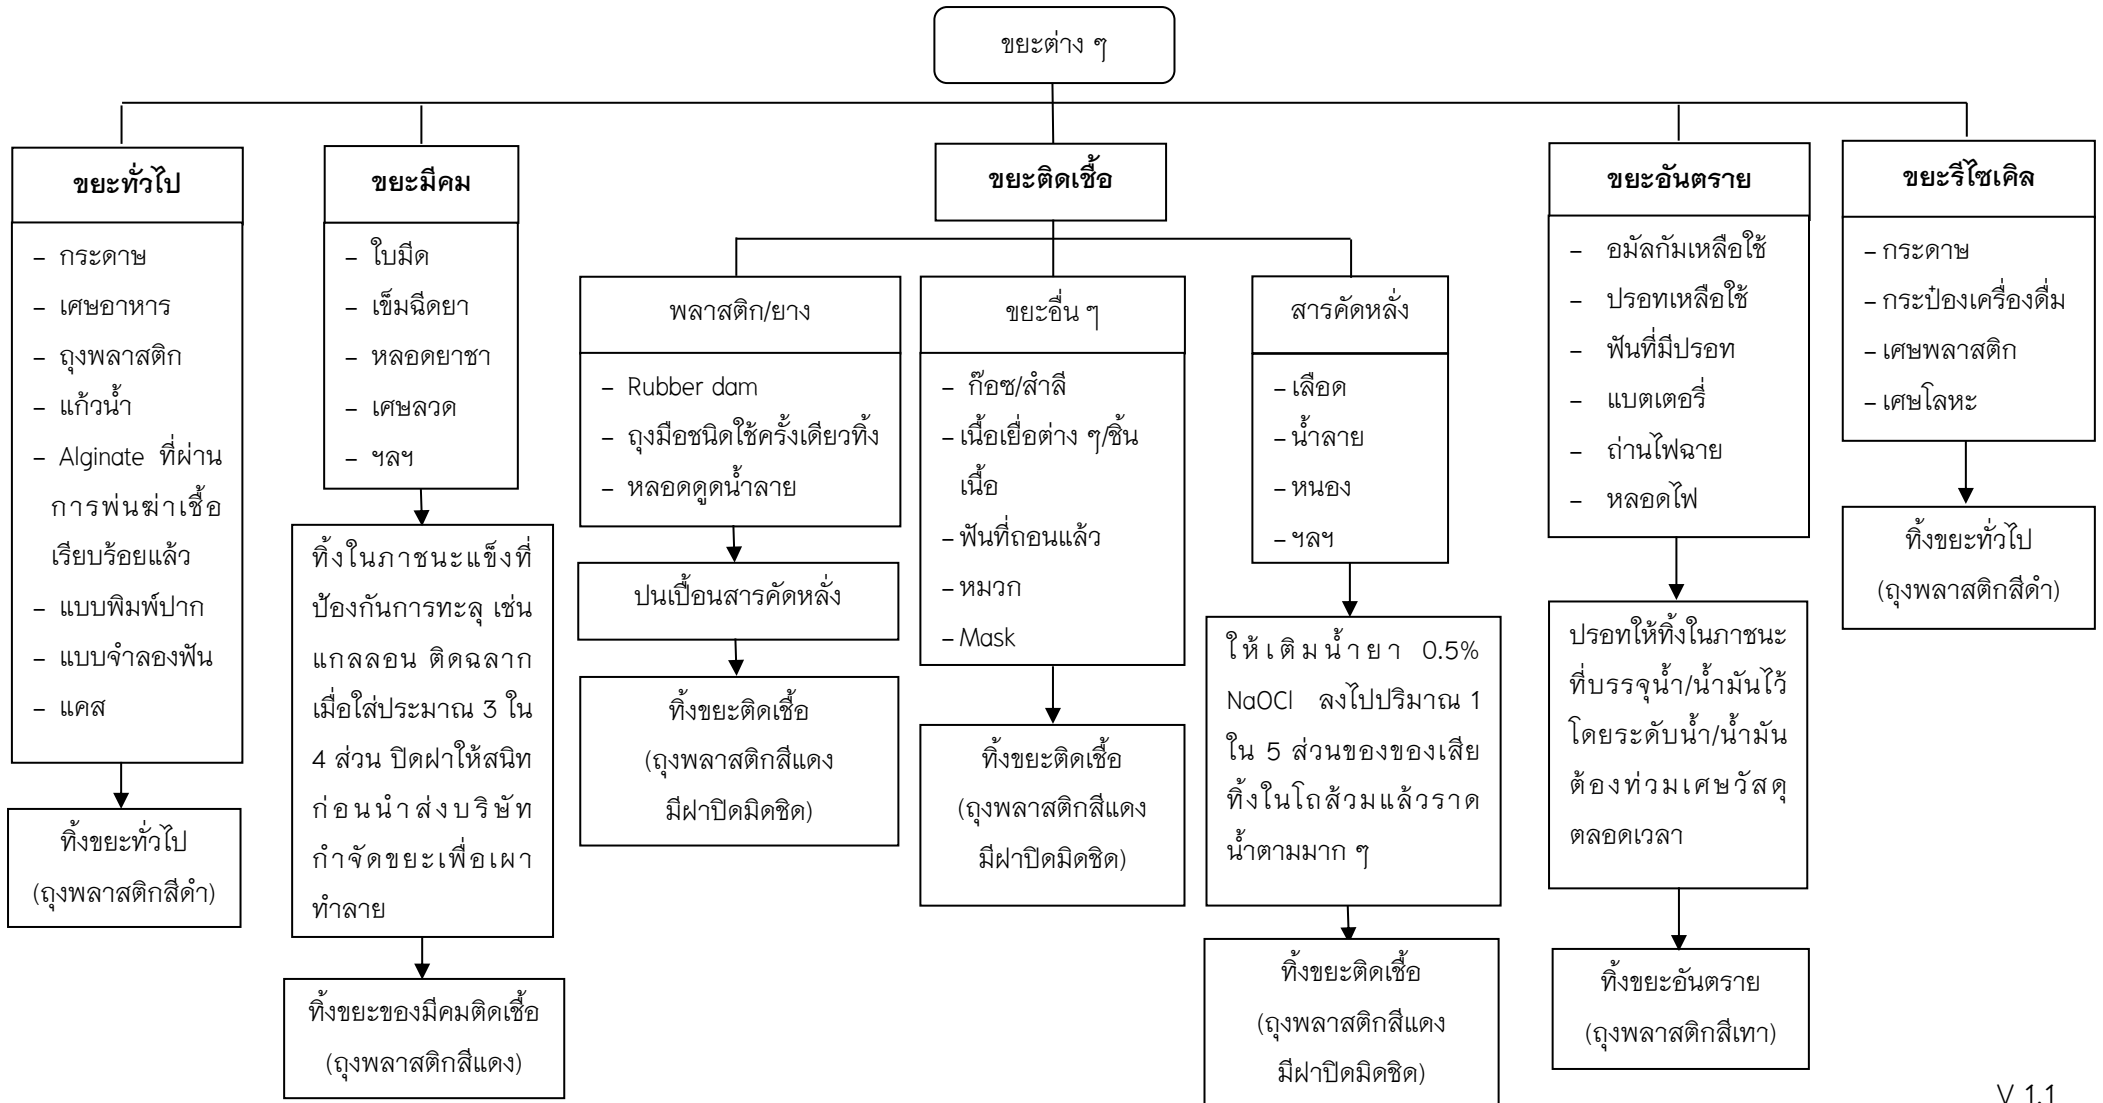 ขยะต่าง ๆ
ขยะทั่วไป
– กระดาษ
– เศษอาหาร
– ถุงพลาสติก
– แก้วน้ำ
– Alginate ที่ผ่าน
การพ่นฆ่าเชื้อ
เรียบร้อยแล้ว
– แบบพิมพ์ปาก
– แบบจำลองฟัน
– แคส
ทิ้งขยะทั่วไป
(ถุงพลาสติกสีดำ)
ขยะมีคม
– ใบมีด
– เข็มฉีดยา
– หลอดยาชา
– เศษลวด
– ฯลฯ
ทิ้งในภาชนะแข็งที่
ป้องกันการทะลุ เช่น
แกลลอน ติดฉลาก
เมื่อใส่ประมาณ 3 ใน
4 ส่วน ปิดฝาให้สนิท
ก่อนนำส่งบริษัท
กำจัดขยะเพื่อเผา
ทำลาย
ทิ้งขยะของมีคมติดเชื้อ
(ถุงพลาสติกสีแดง)
ขยะติดเชื้อ
พลาสติก/ยาง
– Rubber dam
– ถุงมือชนิดใช้ครั้งเดียวทิ้ง
– หลอดดูดน้ำลาย
ปนเปื้อนสารคัดหลั่ง
ทิ้งขยะติดเชื้อ
(ถุงพลาสติกสีแดง
มีฝาปิดมิดชิด)
ขยะอื่น ๆ
– ก๊อซ/สำลี
– เนื้อเยื่อต่าง ๆ/ชิ้น
เนื้อ
– ฟันที่ถอนแล้ว
– หมวก
– Mask
ทิ้งขยะติดเชื้อ
(ถุงพลาสติกสีแดง
มีฝาปิดมิดชิด)
สารคัดหลั่ง
– เลือด
– น้ำลาย
– หนอง
– ฯลฯ
ให้เติมน้ำยา 0.5%
NaOCl ลงไปปริมาณ 1
ใน 5 ส่วนของของเสีย
ทิ้งในโถส้วมแล้วราด
น้ำตามมาก ๆ
ทิ้งขยะติดเชื้อ
(ถุงพลาสติกสีแดง
มีฝาปิดมิดชิด)
ขยะอันตราย
– อมัลกัมเหลือใช้
– ปรอทเหลือใช้
– ฟันที่มีปรอท
– แบตเตอรี่
– ถ่านไฟฉาย
– หลอดไฟ
ปรอทให้ทิ้งในภาชนะ
ที่บรรจุน้ำ/น้ำมันไว้
โดยระดับน้ำ/น้ำมัน
ต้องท่วมเศษวัสดุ
ตลอดเวลา
ทิ้งขยะอันตราย
(ถุงพลาสติกสีเทา)
ขยะรีไซเคิล
– กระดาษ
– กระป๋องเครื่องดื่ม
– เศษพลาสติก
– เศษโลหะ
ทิ้งขยะทั่วไป
(ถุงพลาสติกสีดำ)
V 1.1